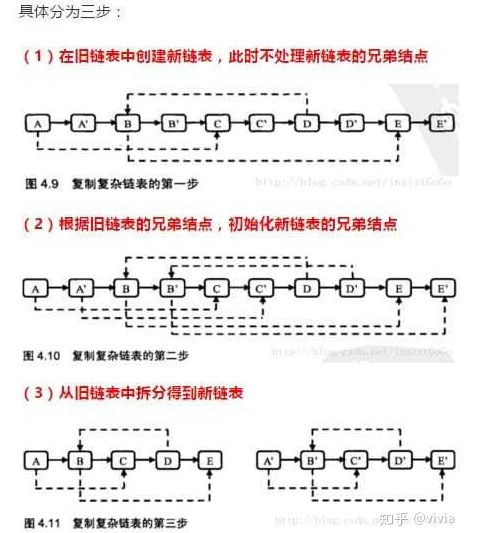 具体分为三步：
（1）在旧链表中创建新链表，此时不处理新链表的兄弟结点
A A' B B' C C' D D' E E'
图 4.9 复制复杂链表的第一步
http://blog.csdn.net/insistGoGo
（2）根据旧链表的兄弟结点，初始化新链表的兄弟结点
A A' B B' C C' D D' E E'
图 4.10 复制复杂链表的第二步
http://blog.csdn.net/insistGoGo
（3）从旧链表中拆分得到新链表
A B C D E A' B' C' D' E'
图 4.11 复制复杂链表的第三步
知乎 @vivia